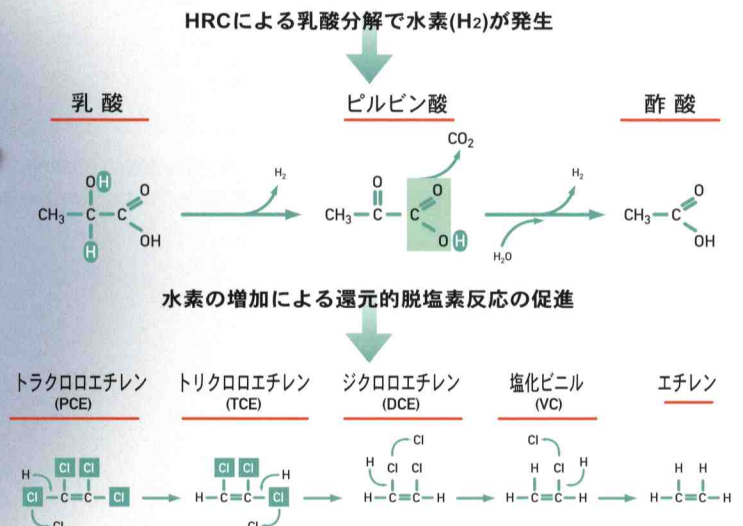 HRCによる乳酸分解で水素(H₂)が発生
乳酸
ピルビン酸
酢酸
CO₂
H₂
H₂
OH
O
CH₃-C-C
OH
H
O
O
CH₃-C-C
OH
H₂O
O
CH₃-C
OH
水素の増加による還元的脱塩素反応の促進
トラクロロエチレン
(PCE)
トリクロロエチレン
(TCE)
ジクロロエチレン
(DCE)
塩化ビニル
(VC)
エチレン
H
Cl Cl
Cl-C=C-Cl
Cl
Cl Cl
H
H-C=C-Cl
Cl
Cl
H
Cl Cl
H-C=C-H
Cl
H Cl
H
H-C=C-H
H H
H-C=C-H